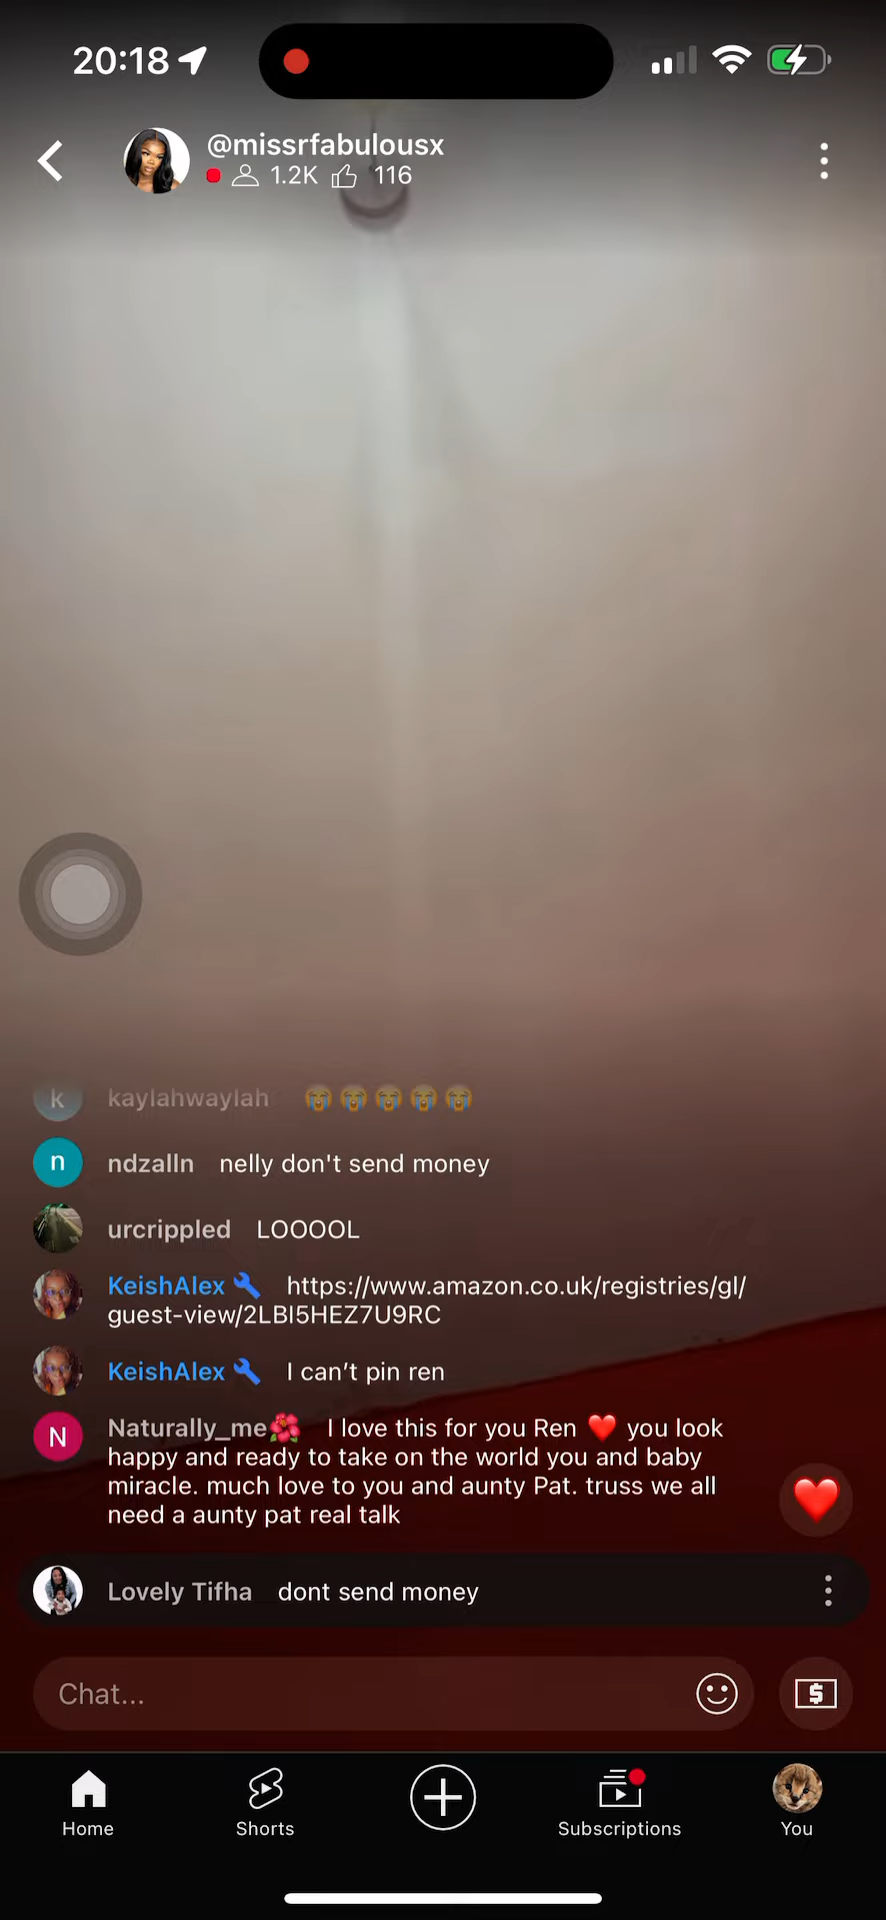 20:18
@missrfabulousx
1.2K 116
kaylahwaylah 😭😭😭😭😭
n ndzalln nelly don't send money
urcrippled LOOOOL
KeishAlex 🔧 https://www.amazon.co.uk/registries/gl/
guest-view/2LBI5HEZ7U9RC
KeishAlex 🔧 I can't pin ren
N Naturally_me🌺 I love this for you Ren ❤️ you look
happy and ready to take on the world you and baby
miracle. much love to you and aunty Pat. truss we all
need a aunty pat real talk
Lovely Tifha dont send money
Chat...
Home Shorts Subscriptions You